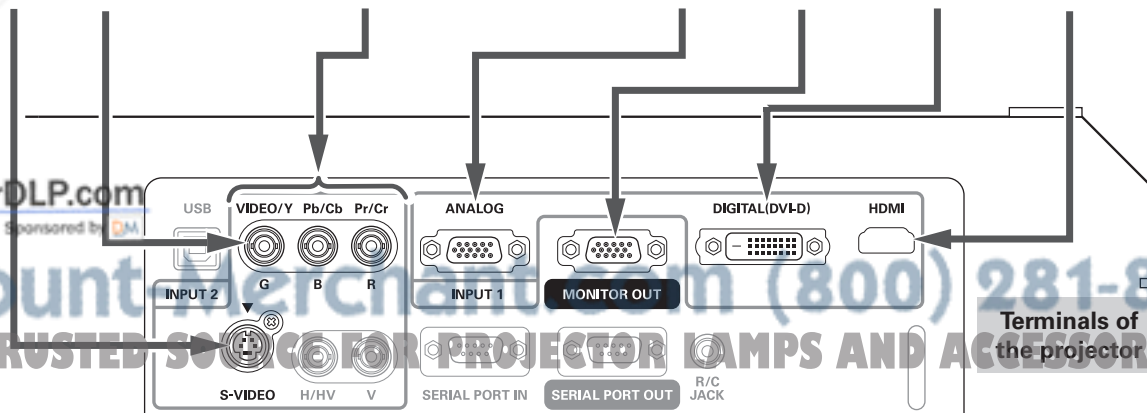 rDLP.com
Sponsored by DM
USB VIDEO/Y Pb/Cb Pr/Cr ANALOG DIGITAL(DVI-D) HDMI
G B R
INPUT 2 INPUT 1 MONITOR OUT
ount-Merchant.com (800) 281-8
Terminals of
the projector
RUSTED SOURCE FOR PROJECTOR LAMPS AND ACCESSOR
S-VIDEO H/HV V SERIAL PORT IN SERIAL PORT OUT R/C
JACK